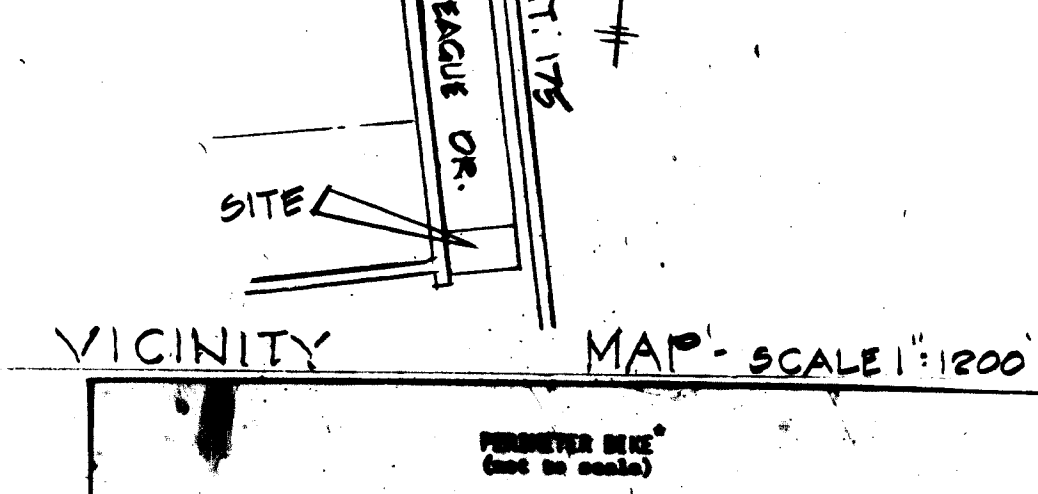 EAGUE DR.
T. 175
SITE
VICINITY MAP - SCALE 1":1200'
PERIMETER DIKE*
(not to scale)